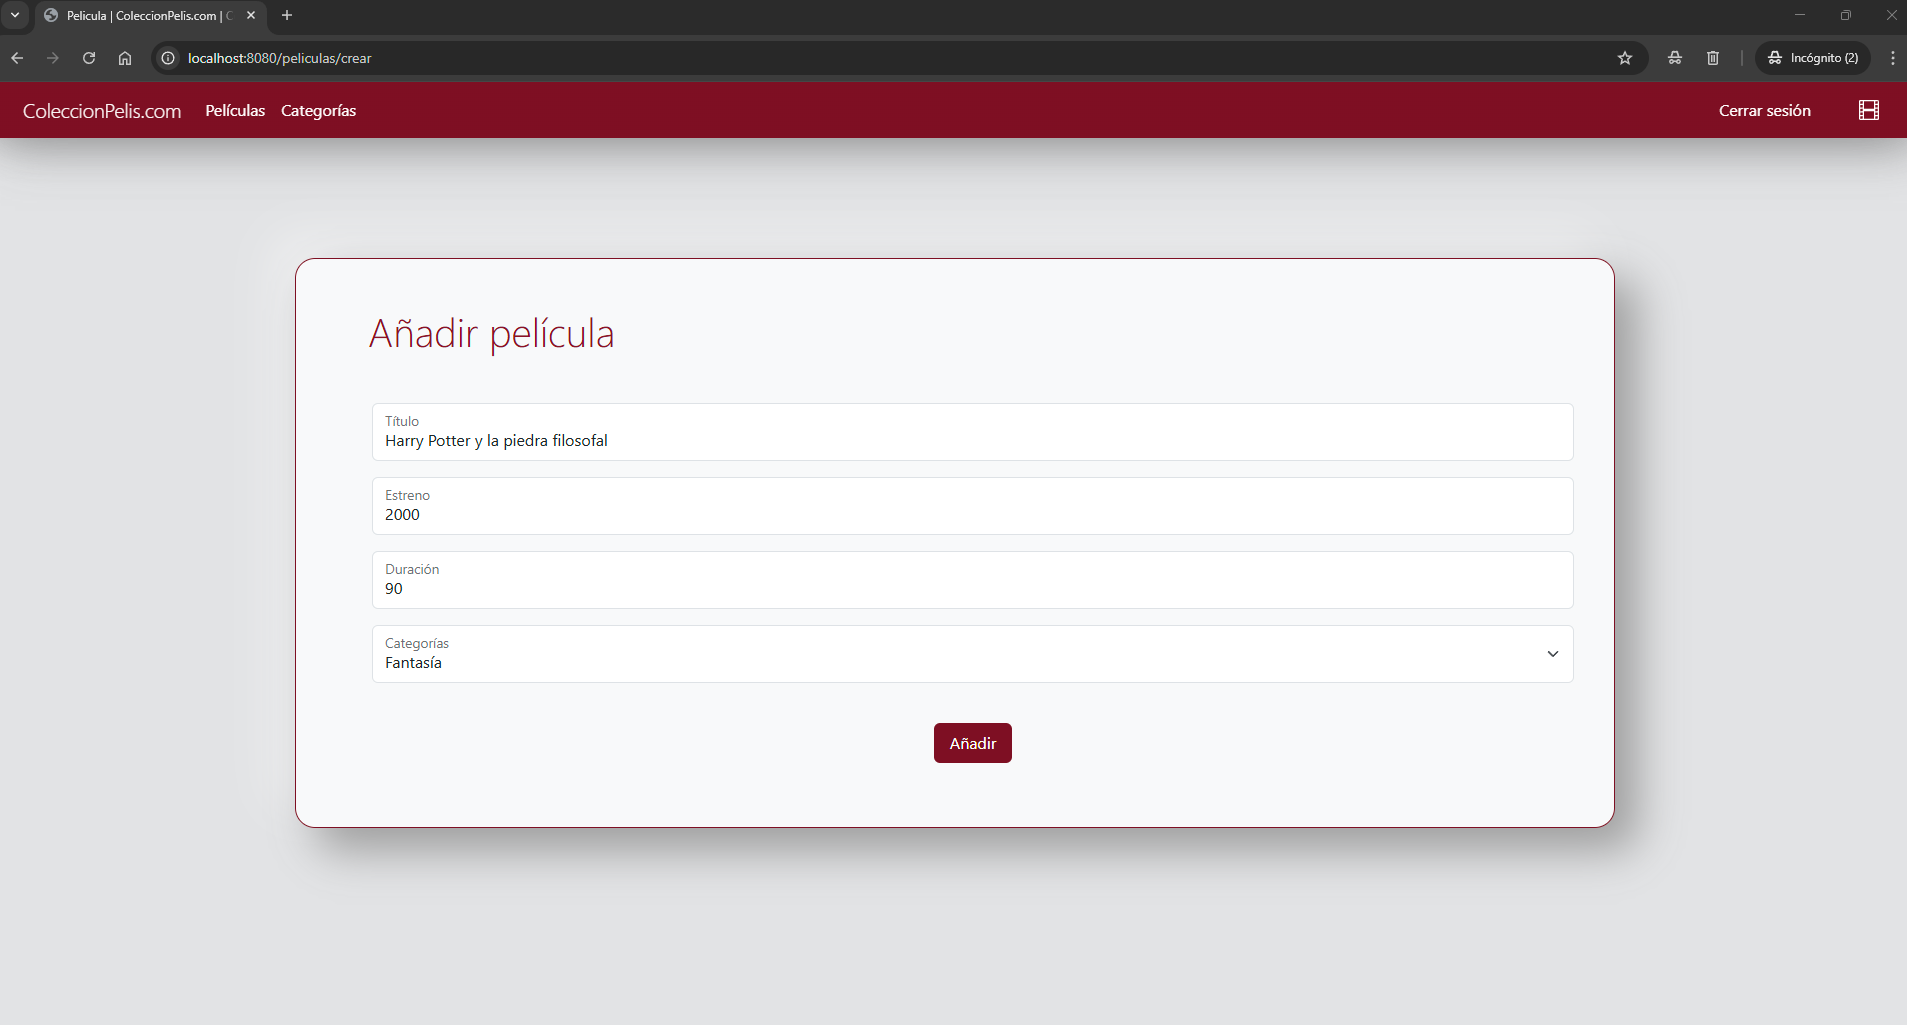 Pelicula | ColeccionPelis.com | C
localhost:8080/peliculas/crear
Incógnito (2)
ColeccionPelis.com Películas Categorías Cerrar sesión
Añadir película
Título
Harry Potter y la piedra filosofal
Estreno
2000
Duración
90
Categorías
Fantasía
Añadir